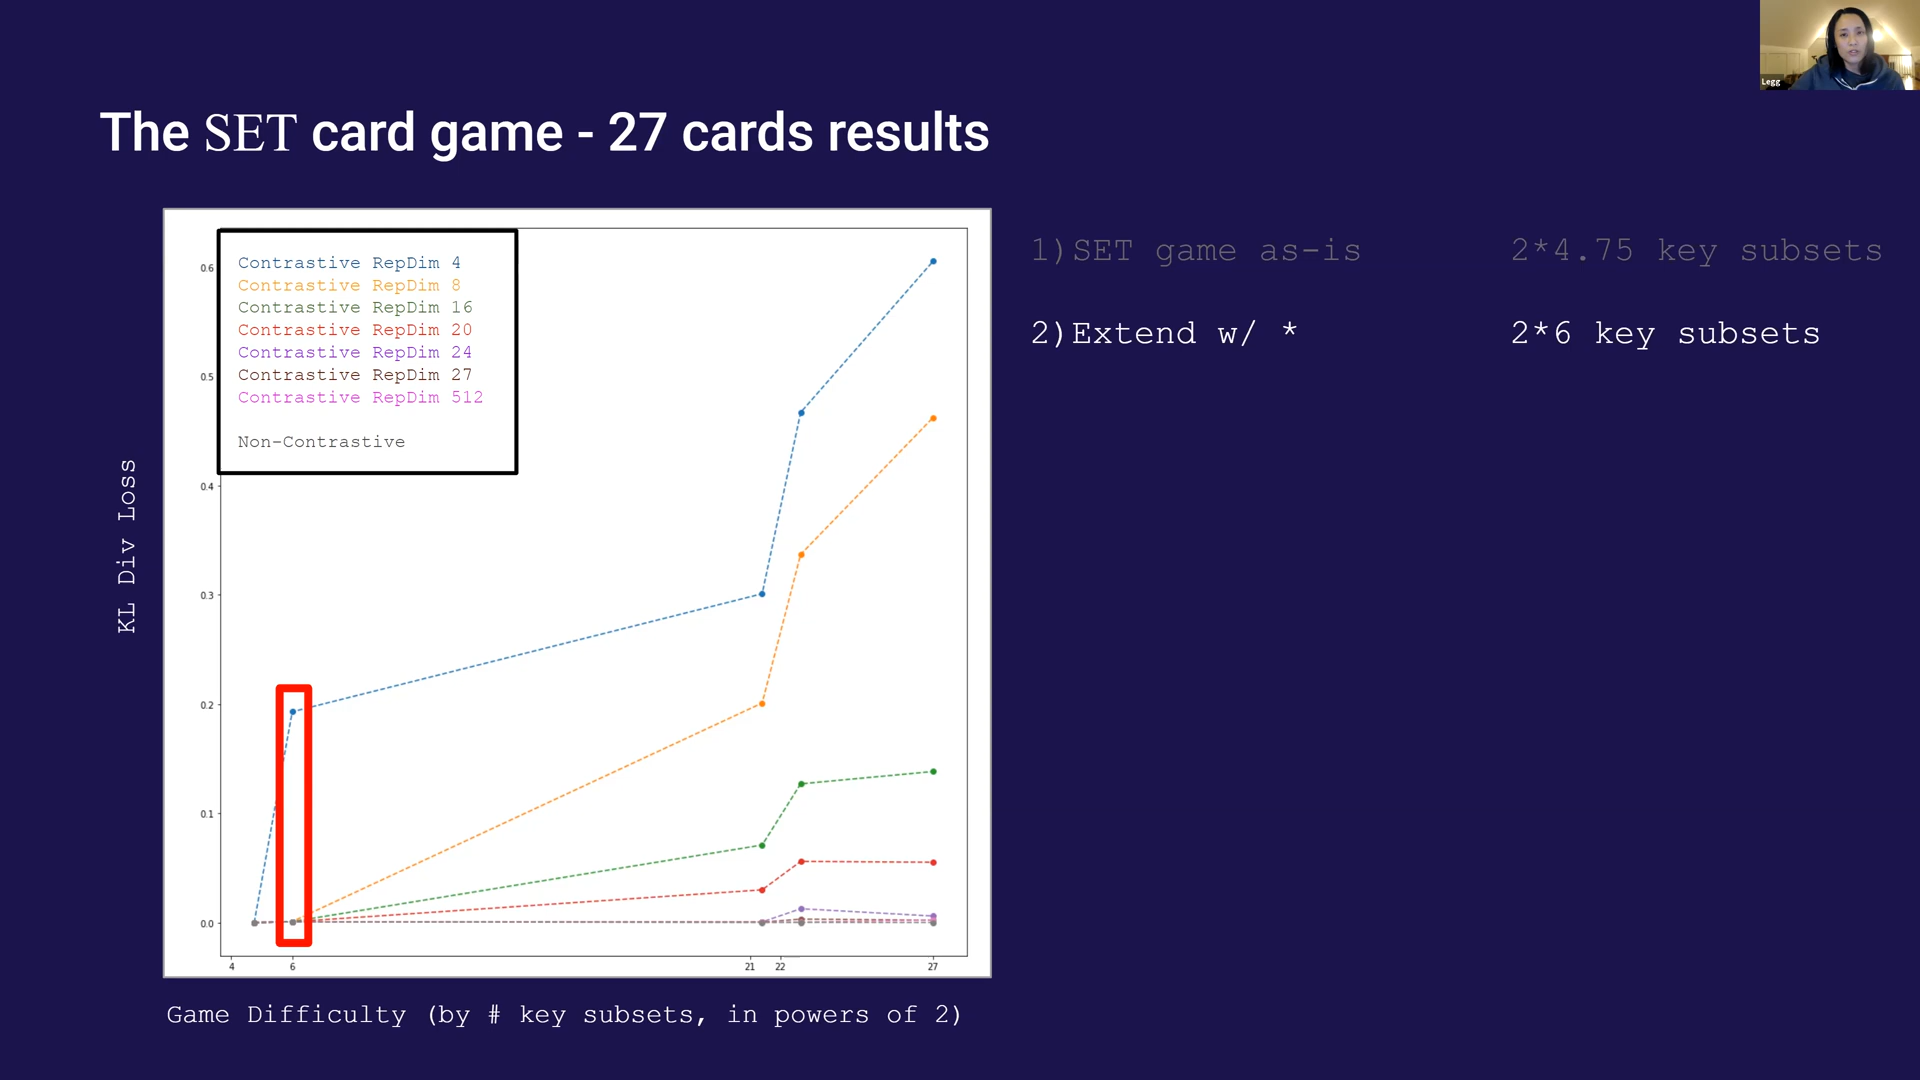 Legg
The SET card game - 27 cards results
Contrastive RepDim 4
Contrastive RepDim 8
Contrastive RepDim 16
Contrastive RepDim 20
Contrastive RepDim 24
Contrastive RepDim 27
Contrastive RepDim 512
Non-Contrastive
0.6
0.5
0.4
0.3
0.2
0.1
0.0
4 6 21 22 27
KL Div Loss
Game Difficulty (by # key subsets, in powers of 2)
1)SET game as-is 2*4.75 key subsets
2)Extend w/ * 2*6 key subsets